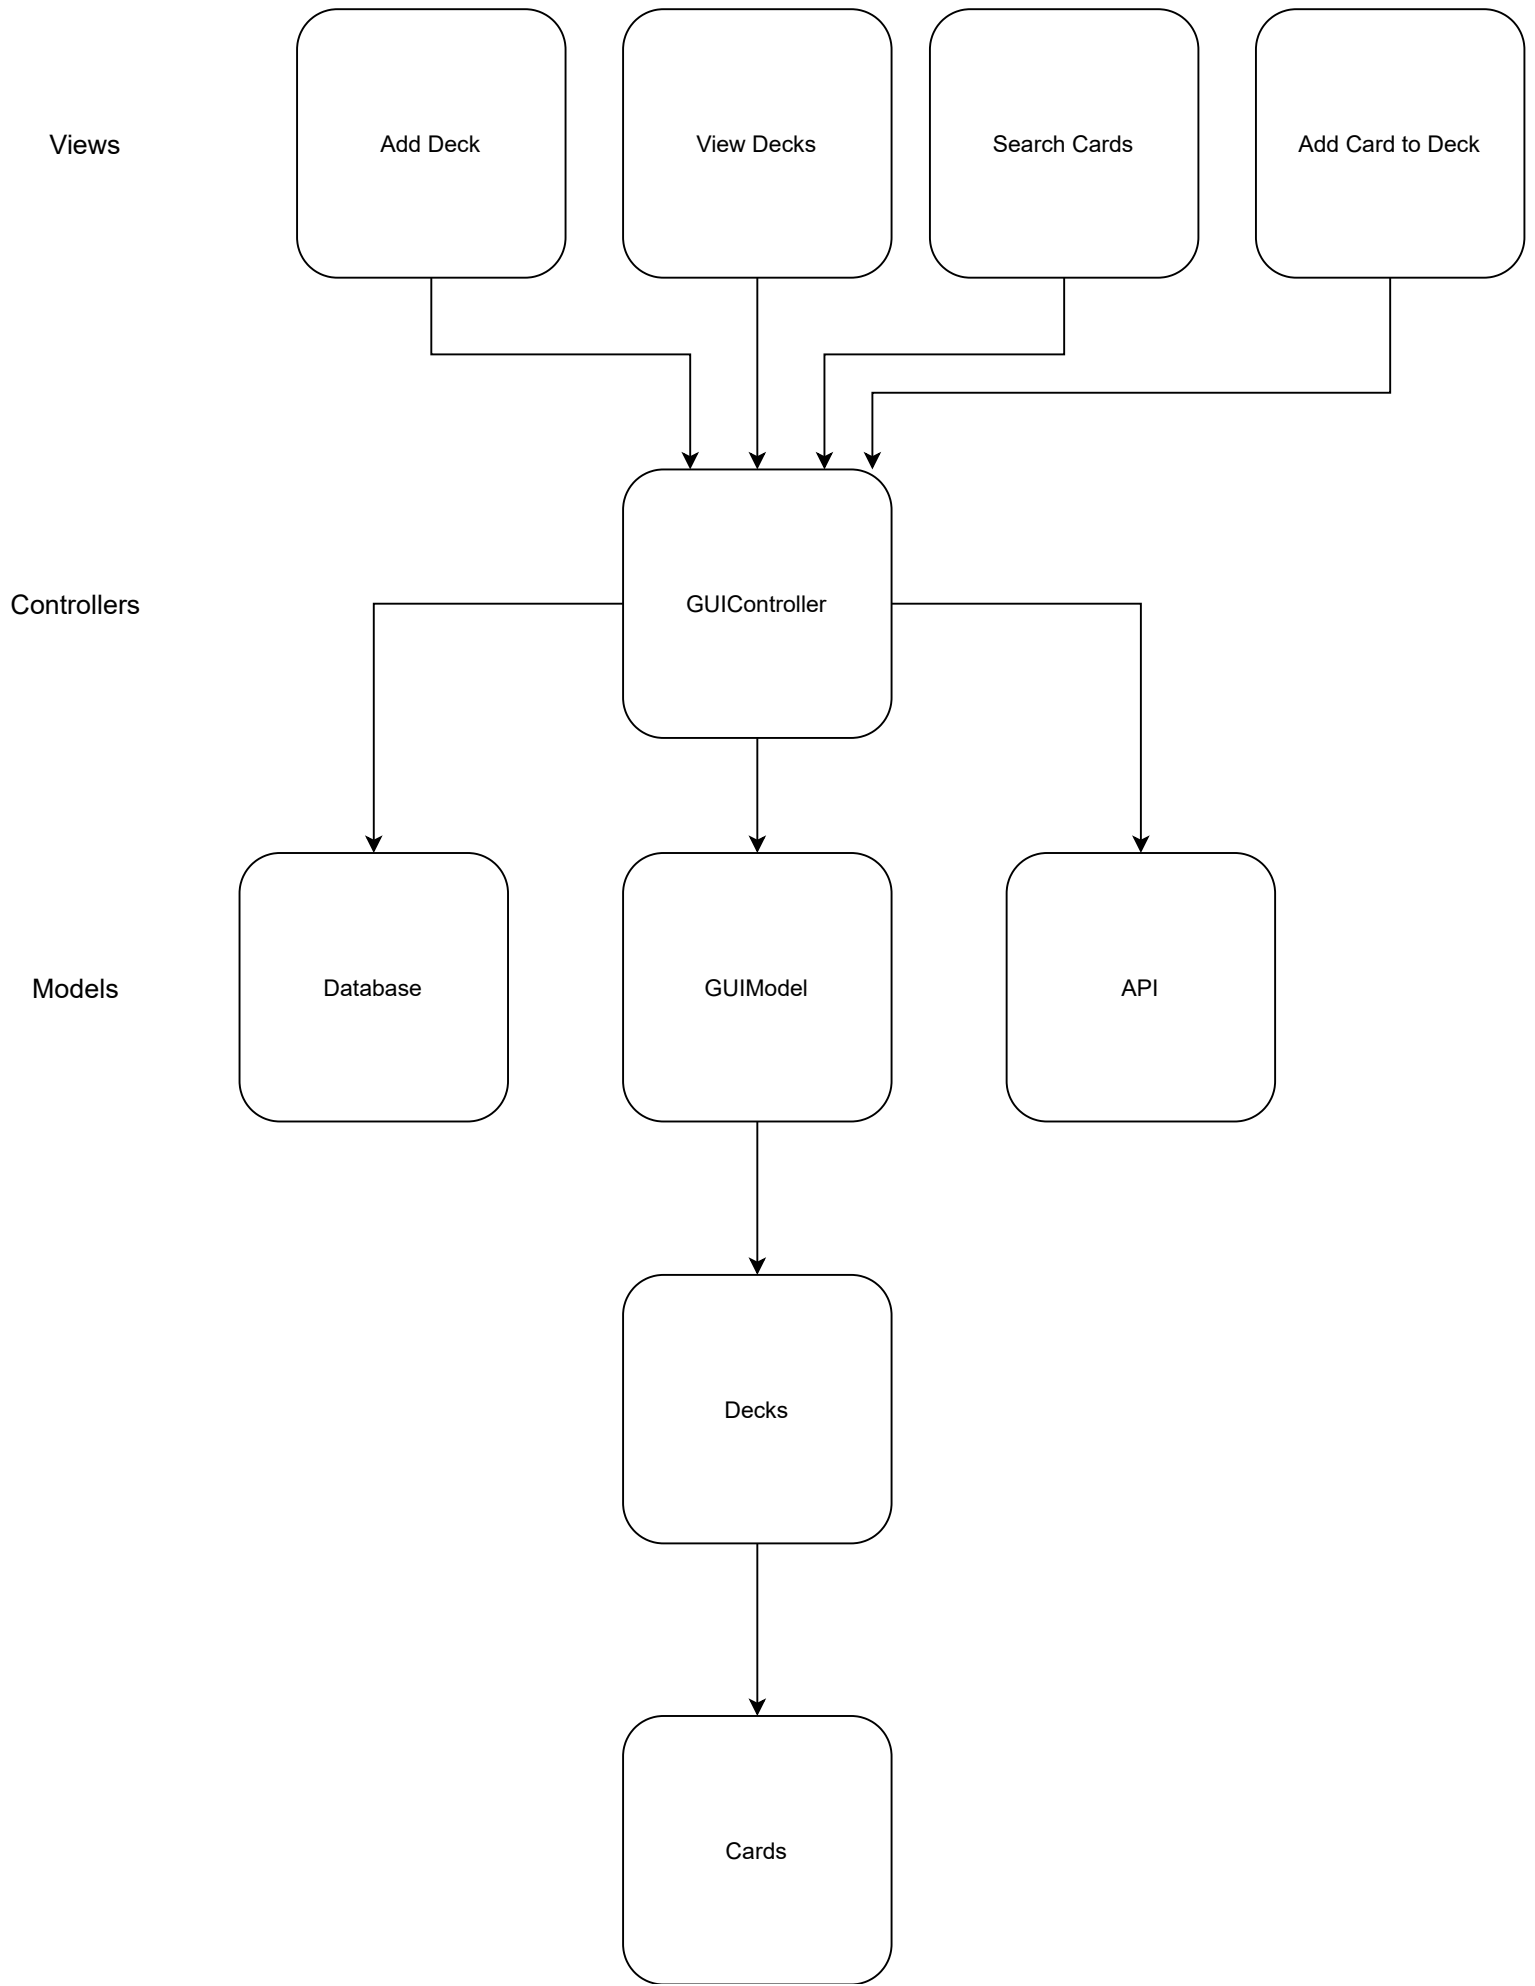 Views
Add Deck
View Decks
Search Cards
Add Card to Deck
Controllers
GUIController
Models
Database
GUIModel
API
Decks
Cards